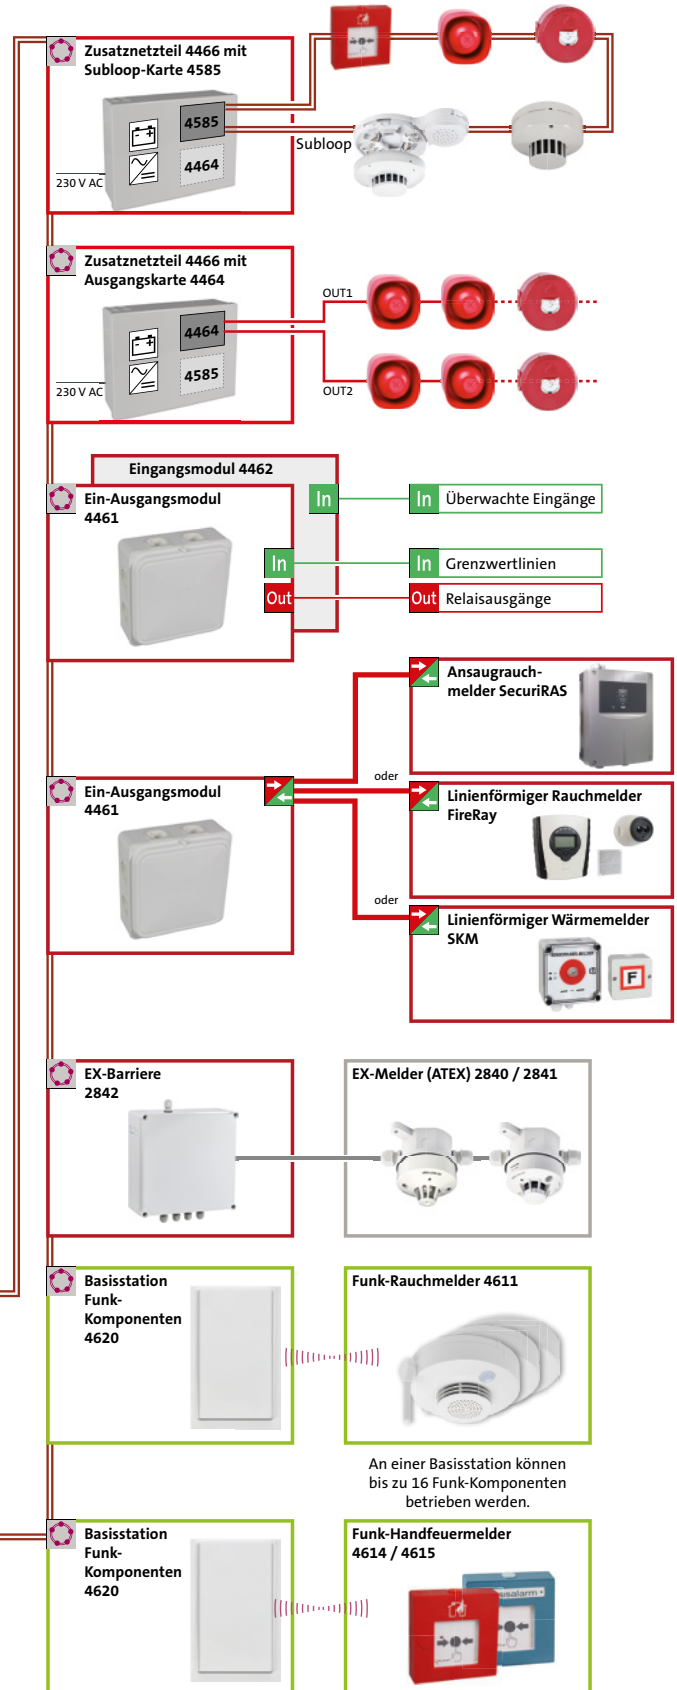 Zusatznetzteil 4466 mit
Subloop-Karte 4585
4585
4464
230 V AC
Subloop
Zusatznetzteil 4466 mit
Ausgangskarte 4464
4464
4585
230 V AC
OUT1
OUT2
Eingangsmodul 4462
Ein-Ausgangsmodul
4461
In
In Überwachte Eingänge
In
In Grenzwertlinien
Out
Out Relaisausgänge
Ansaugrauch-
melder SecuriRAS
oder
Ein-Ausgangsmodul
4461
Linienförmiger Rauchmelder
FireRay
oder
Linienförmiger Wärmemelder
SKM
F
EX-Barriere
2842
EX-Melder (ATEX) 2840 / 2841
Basisstation
Funk-
Komponenten
4620
Funk-Rauchmelder 4611
An einer Basisstation können
bis zu 16 Funk-Komponenten
betrieben werden.
Basisstation
Funk-
Komponenten
4620
Funk-Handfeuermelder
4614 / 4615
isalarm